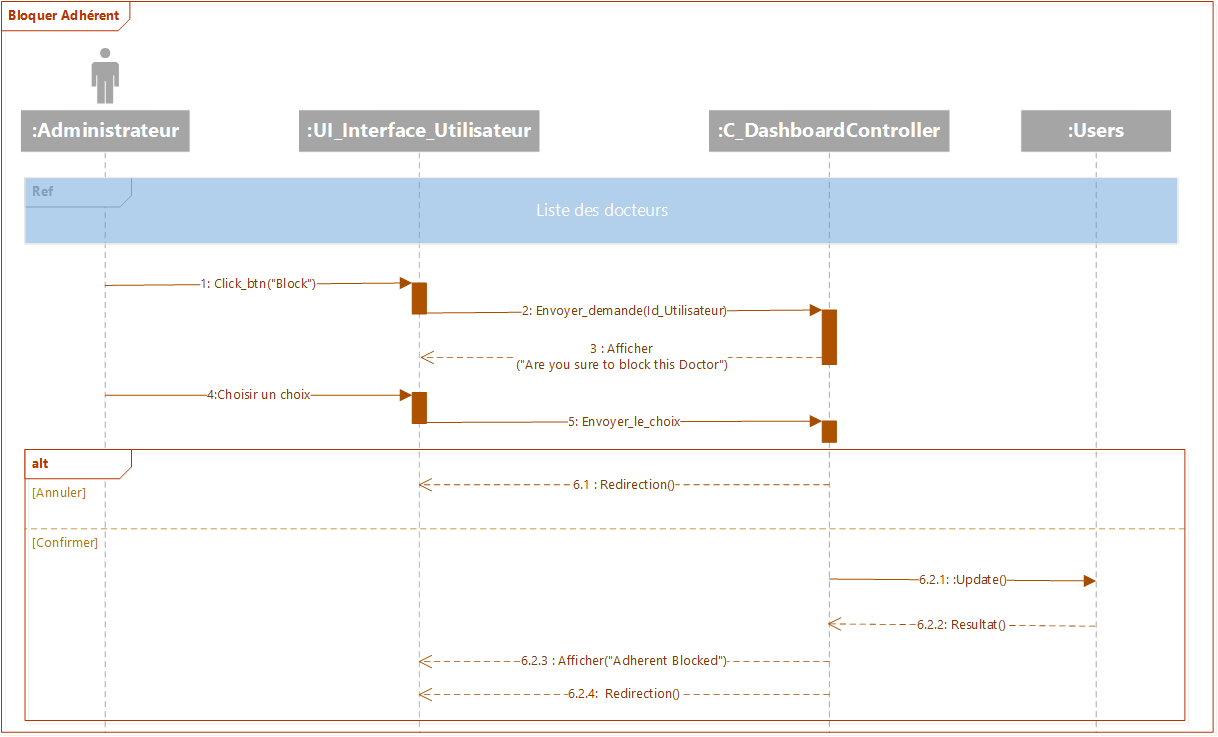 Bloquer Adhérent
:Administrateur
:UI_Interface_Utilisateur
:C_DashboardController
:Users
Ref
Liste des docteurs
1: Click_btn("Block")
2: Envoyer_demande(Id_Utilisateur)
3 : Afficher
("Are you sure to block this Doctor")
4:Choisir un choix
5: Envoyer_le_choix
alt
6.1 : Redirection()
[Annuler]
[Confirmer]
6.2.1: :Update()
6.2.2: Resultat()
6.2.3 : Afficher("Adherent Blocked")
6.2.4: Redirection()